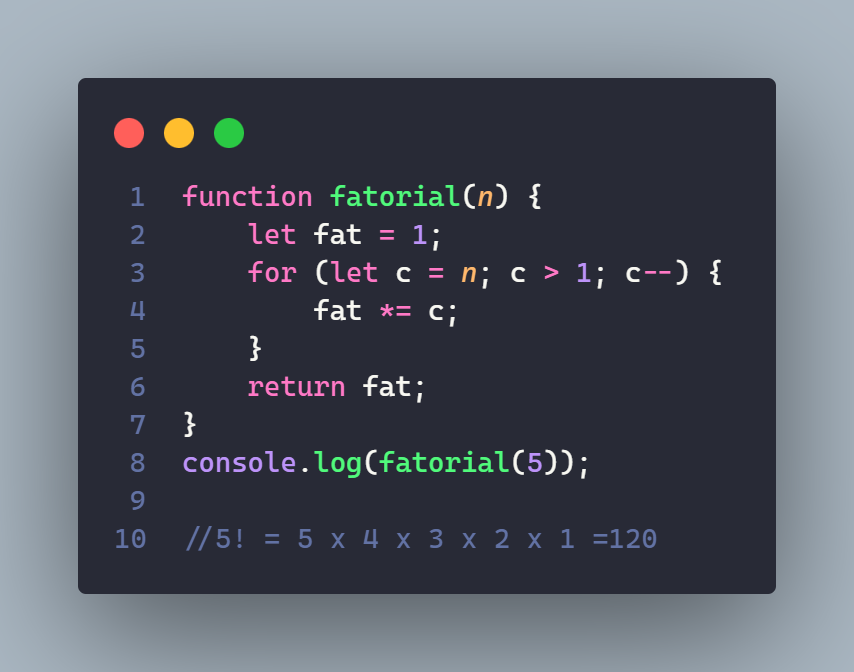 1 function fatorial(n) {
2     let fat = 1;
3     for (let c = n; c > 1; c--) {
4         fat *= c;
5     }
6     return fat;
7 }
8 console.log(fatorial(5));
9
10 //5! = 5 x 4 x 3 x 2 x 1 =120